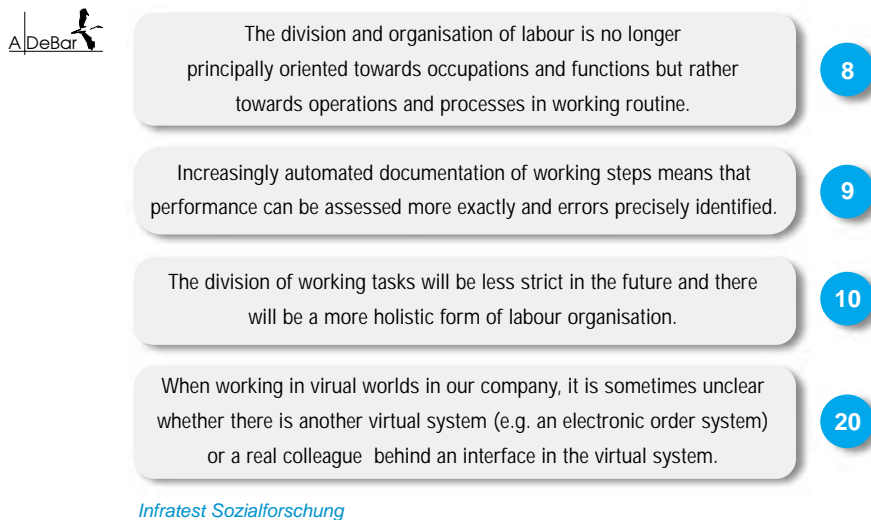 A DeBar
The division and organisation of labour is no longer
principally oriented towards occupations and functions but rather
towards operations and processes in working routine.
8
Increasingly automated documentation of working steps means that
performance can be assessed more exactly and errors precisely identified.
9
The division of working tasks will be less strict in the future and there
will be a more holistic form of labour organisation.
10
When working in virual worlds in our company, it is sometimes unclear
whether there is another virtual system (e.g. an electronic order system)
or a real colleague behind an interface in the virtual system.
20
Infratest Sozialforschung